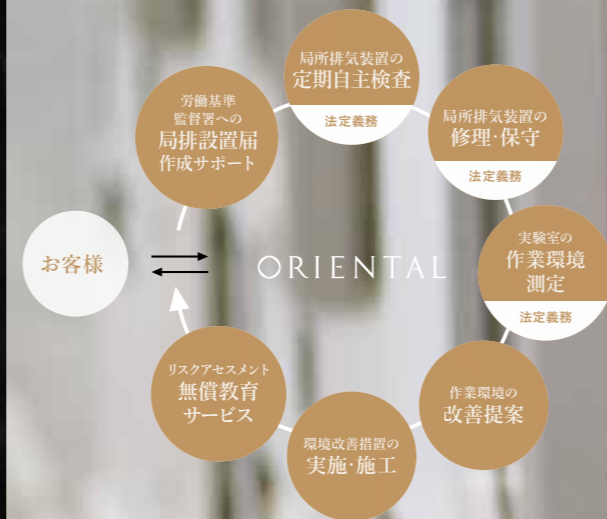 局所排気装置の
定期自主検査
法定義務
局所排気装置の
修理・保守
法定義務
労働基準
監督署への
局排設置届
作成サポート
お客様
ORIENTAL
実験室の
作業環境
測定
法定義務
作業環境の
改善提案
環境改善措置の
実施・施工
リスクアセスメント
無償教育
サービス